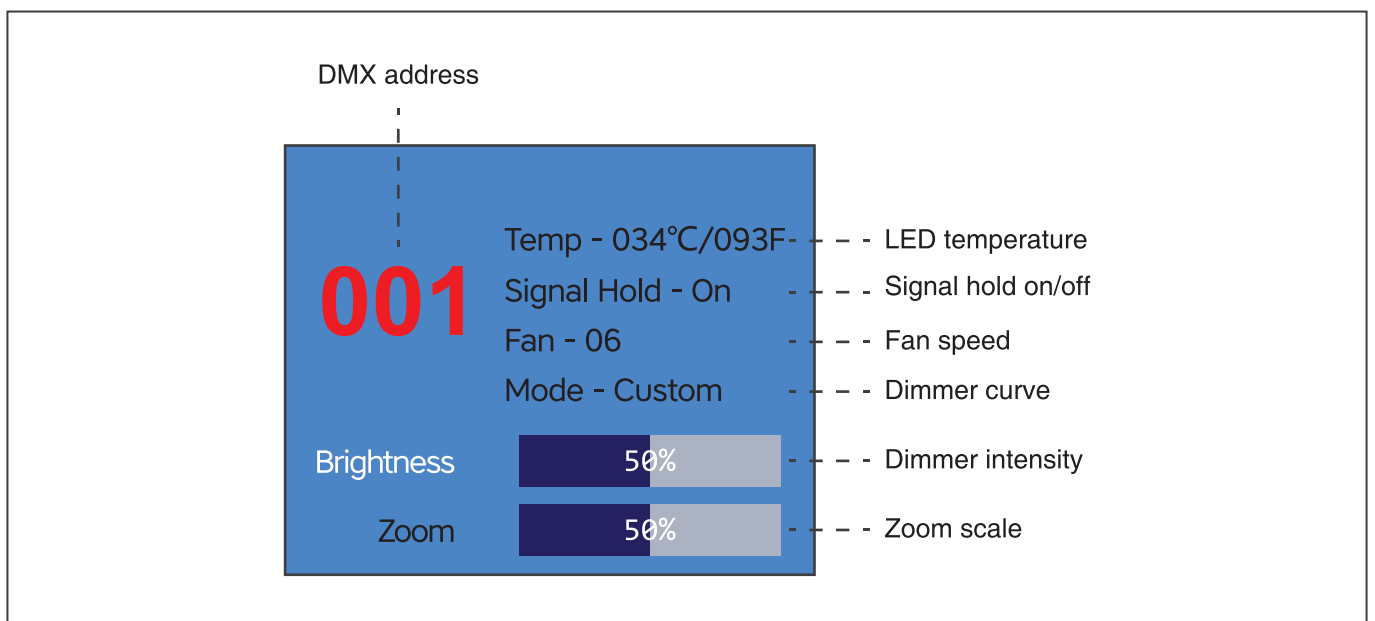 DMX address
001
Temp - 034℃/093F
LED temperature
Signal Hold - On
Signal hold on/off
Fan - 06
Fan speed
Mode - Custom
Dimmer curve
Brightness
50%
Dimmer intensity
Zoom
50%
Zoom scale